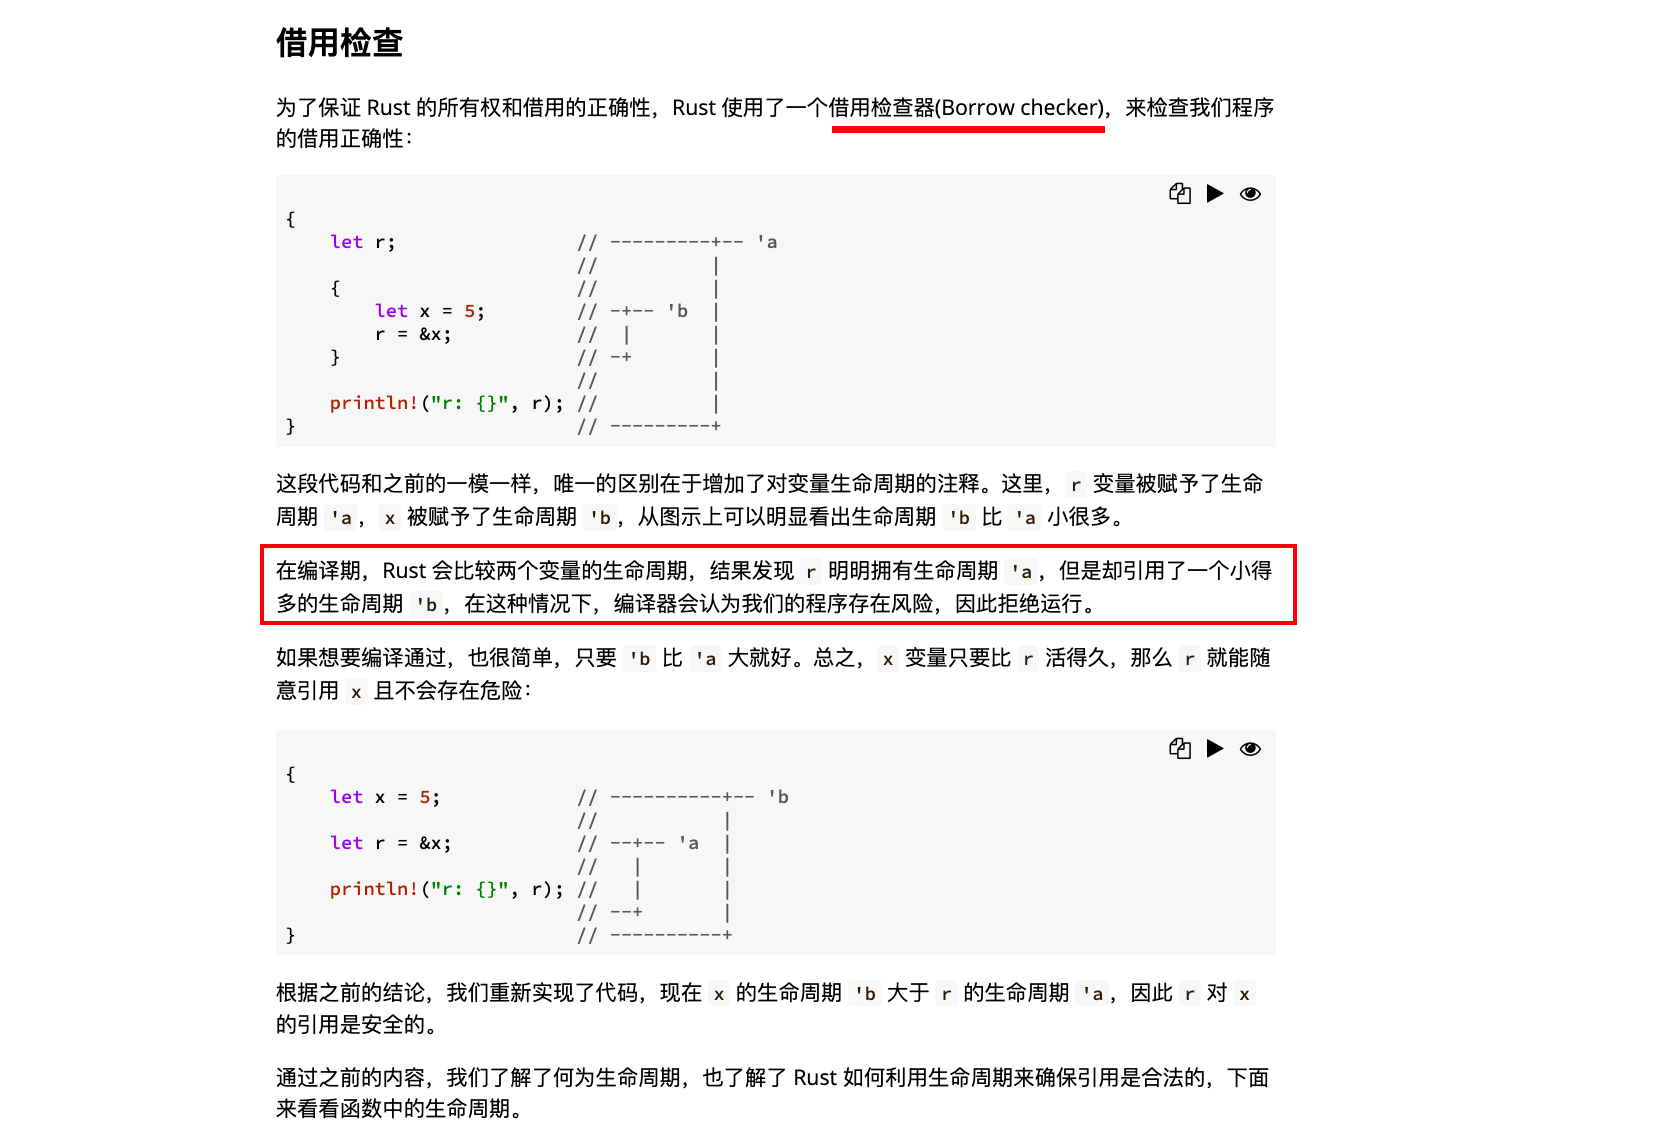 借用检查
为了保证 Rust 的所有权和借用的正确性，Rust 使用了一个借用检查器(Borrow checker)，来检查我们程序
的借用正确性：
{
    let r;                // ---------+-- 'a
                          //          |
    {                     //          |
        let x = 5;        // -+-- 'b  |
        r = &x;           //  |       |
    }                     // -+       |
                          //          |
    println!("r: {}", r); //          |
}                         // ---------+
这段代码和之前的一模一样，唯一的区别在于增加了对变量生命周期的注释。这里，r 变量被赋予了生命
周期 'a，x 被赋予了生命周期 'b，从图示上可以明显看出生命周期 'b 比 'a 小很多。
在编译期，Rust 会比较两个变量的生命周期，结果发现 r 明明拥有生命周期 'a，但是却引用了一个小得
多的生命周期 'b，在这种情况下，编译器会认为我们的程序存在风险，因此拒绝运行。
如果想要编译通过，也很简单，只要 'b 比 'a 大就好。总之，x 变量只要比 r 活得久，那么 r 就能随
意引用 x 且不会存在危险：
{
    let x = 5;            // ----------+-- 'b
                          //           |
    let r = &x;           // --+-- 'a  |
                          //   |       |
    println!("r: {}", r); //   |       |
                          // --+       |
}                         // ----------+
根据之前的结论，我们重新实现了代码，现在 x 的生命周期 'b 大于 r 的生命周期 'a，因此 r 对 x
的引用是安全的。
通过之前的内容，我们了解了何为生命周期，也了解了 Rust 如何利用生命周期来确保引用是合法的，下面
来看看函数中的生命周期。